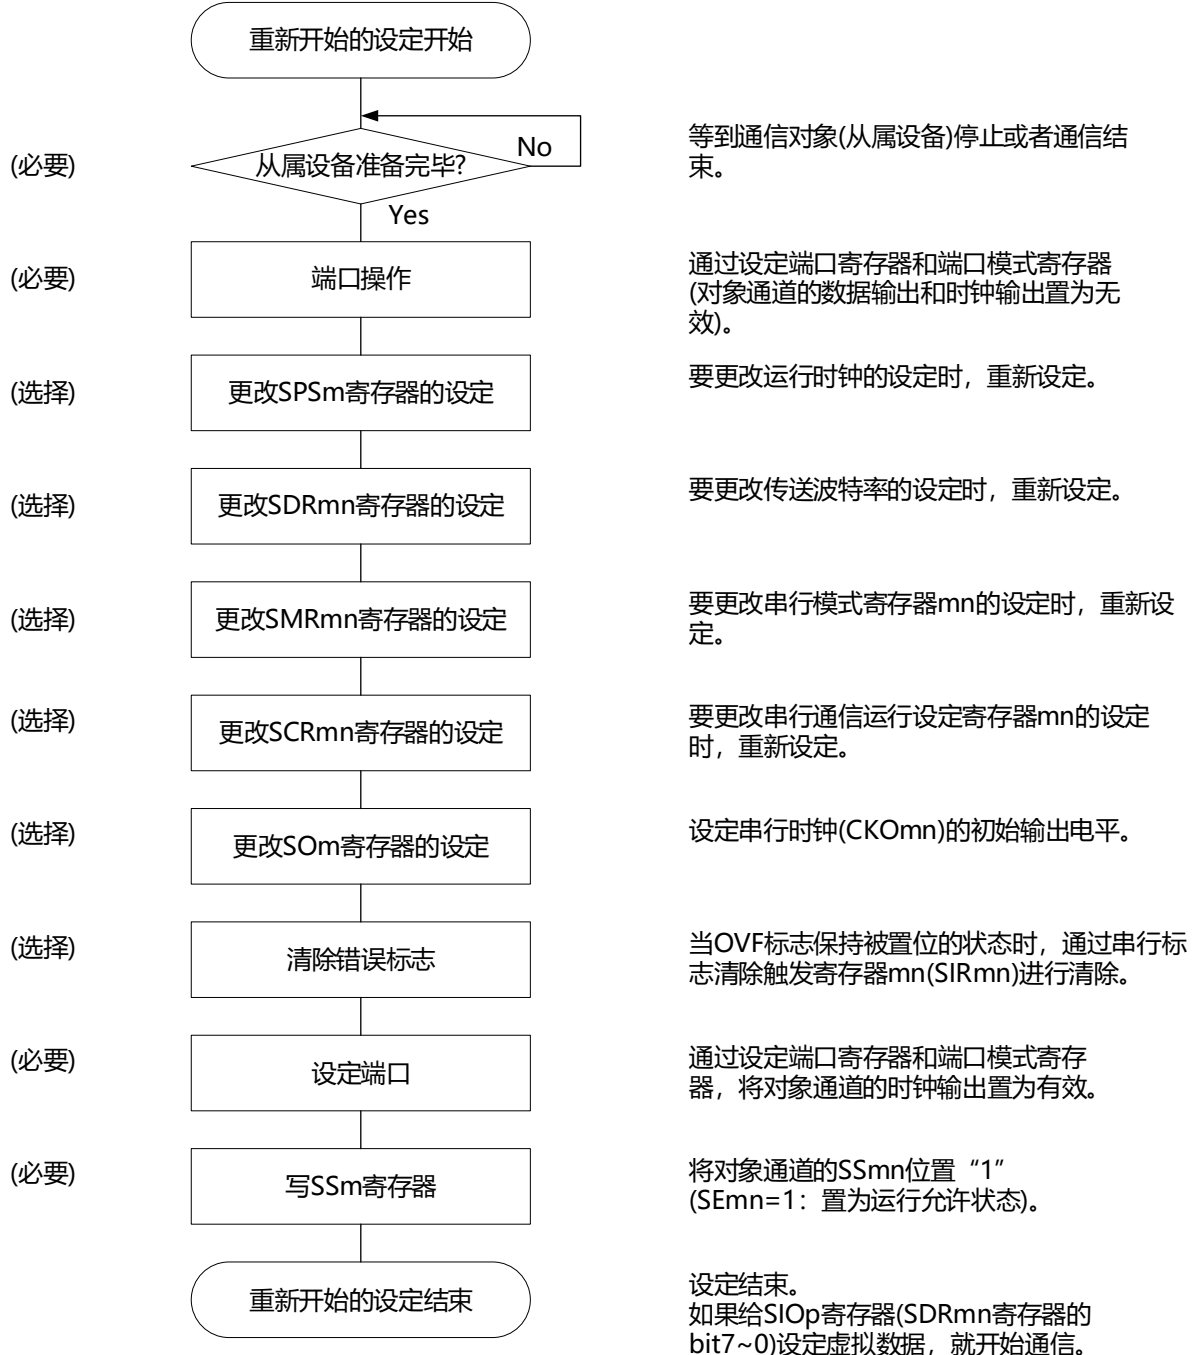 重新开始的设定开始
(必要)
从属设备准备完毕?
No
等到通信对象(从属设备)停止或者通信结
束。
Yes
(必要)
端口操作
通过设定端口寄存器和端口模式寄存器
(对象通道的数据输出和时钟输出置为无
效)。
(选择)
更改SPSm寄存器的设定
要更改运行时钟的设定时，重新设定。
(选择)
更改SDRmn寄存器的设定
要更改传送波特率的设定时，重新设定。
(选择)
更改SMRmn寄存器的设定
要更改串行模式寄存器mn的设定时，重新设
定。
(选择)
更改SCRmn寄存器的设定
要更改串行通信运行设定寄存器mn的设定
时，重新设定。
(选择)
更改SOm寄存器的设定
设定串行时钟(CKOmn)的初始输出电平。
(选择)
清除错误标志
当OVF标志保持被置位的状态时，通过串行标
志清除触发寄存器mn(SIRmn)进行清除。
(必要)
设定端口
通过设定端口寄存器和端口模式寄存
器，将对象通道的时钟输出置为有效。
(必要)
写SSm寄存器
将对象通道的SSmn位置“1”
(SEmn=1：置为运行允许状态)。
重新开始的设定结束
设定结束。
如果给SIOp寄存器(SDRmn寄存器的
bit7~0)设定虚拟数据，就开始通信。